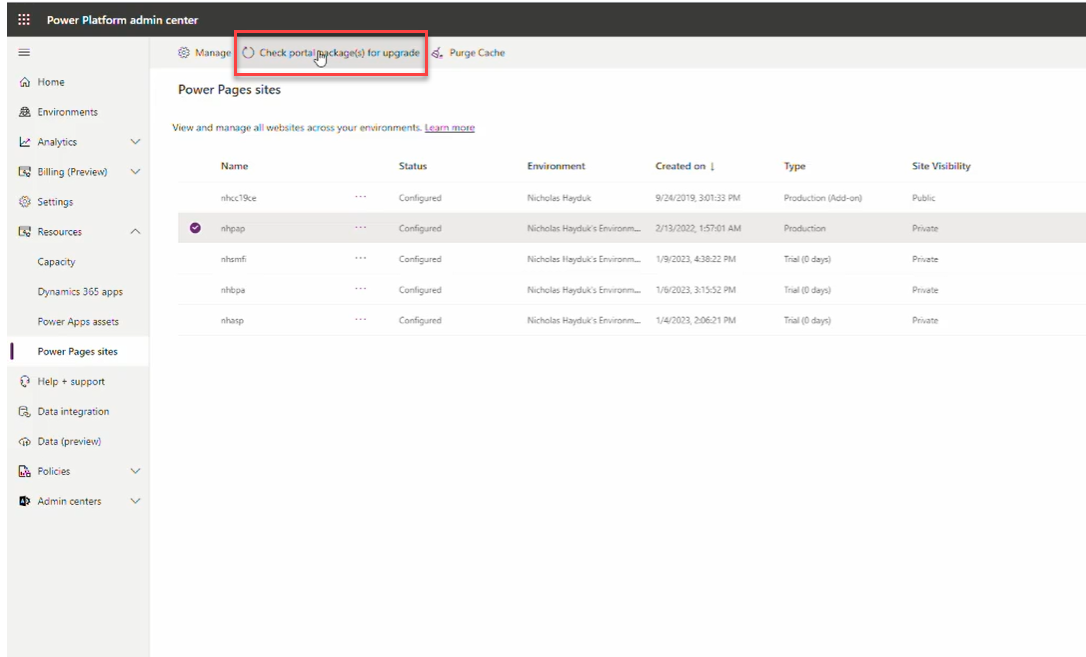 Power Platform admin center
Manage Check portal package(s) for upgrade Purge Cache
Home
Environments
Analytics
Billing (Preview)
Settings
Resources
Capacity
Dynamics 365 apps
Power Apps assets
Power Pages sites
Help + support
Data integration
Data (preview)
Policies
Admin centers
Power Pages sites
View and manage all websites across your environments. Learn more
Name Status Environment Created on ↓ Type Site Visibility
nhcc19ce ... Configured Nicholas Hayduk 9/24/2019, 3:01:33 PM Production (Add-on) Public
nhpap ... Configured Nicholas Hayduk's Environm... 2/13/2022, 1:57:01 AM Production Private
nhsmfi ... Configured Nicholas Hayduk's Environm... 1/9/2023, 4:38:22 PM Trial (0 days) Private
nhbpa ... Configured Nicholas Hayduk's Environm... 1/6/2023, 3:15:52 PM Trial (0 days) Private
nhasp ... Configured Nicholas Hayduk's Environm... 1/4/2023, 2:06:21 PM Trial (0 days) Private